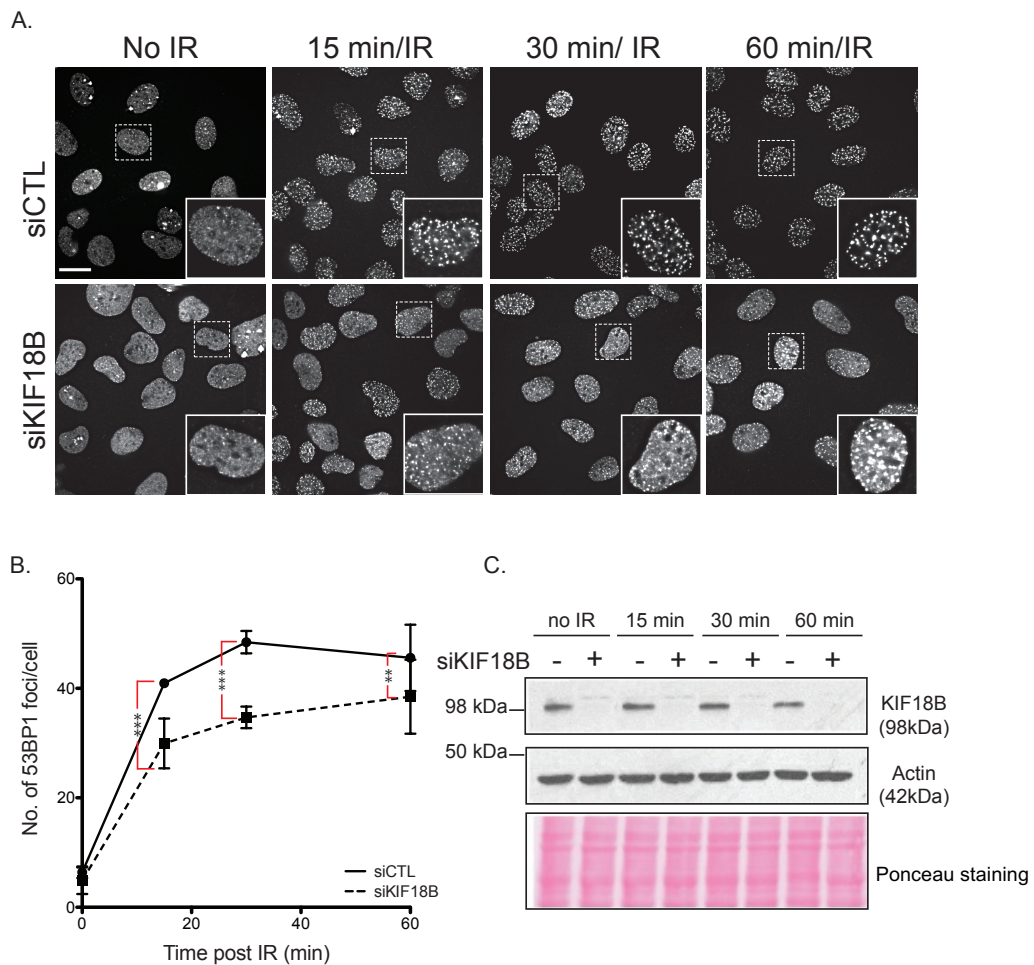 A.
No IR 15 min/IR 30 min/ IR 60 min/IR
siCTL
siKIF18B
B.
60
40
20
0
No. of 53BP1 foci/cell
***
***
**
siCTL
siKIF18B
0 20 40 60
Time post IR (min)
C.
no IR 15 min 30 min 60 min
siKIF18B - + - + - + - +
98 kDa
KIF18B
(98kDa)
50 kDa
Actin
(42kDa)
Ponceau staining